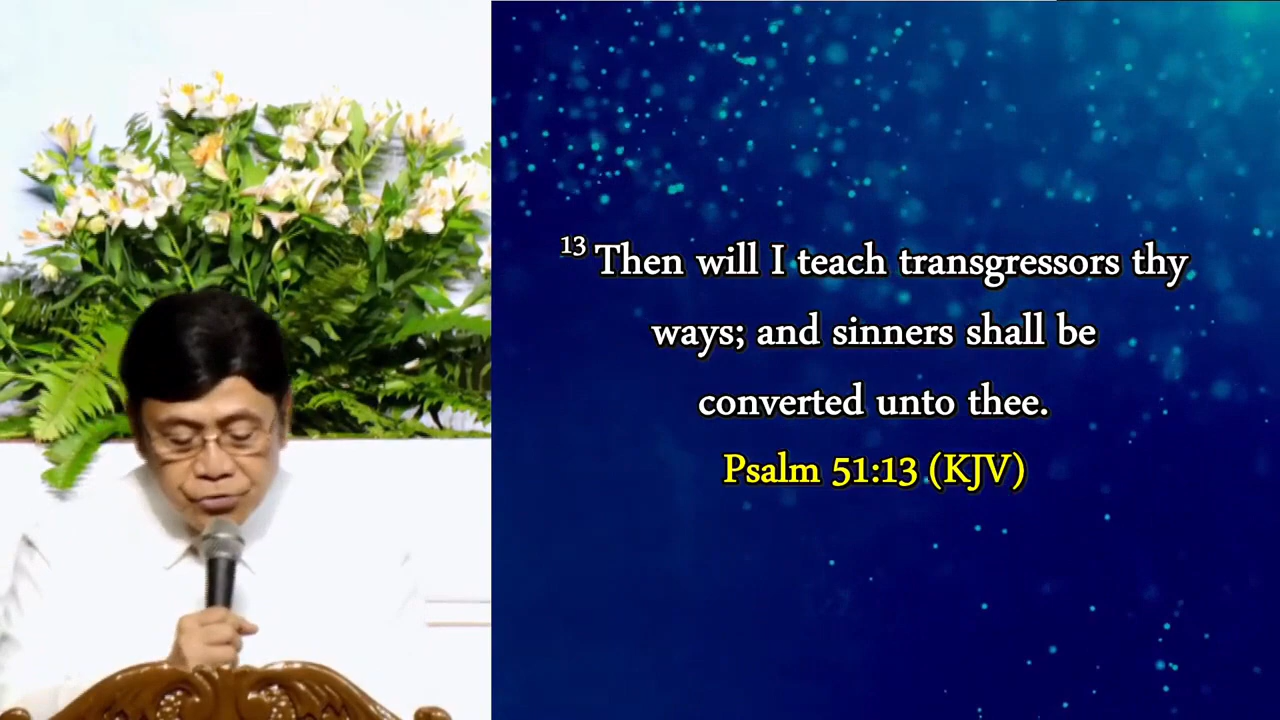 13 Then will I teach transgressors thy
ways; and sinners shall be
converted unto thee.
Psalm 51:13 (KJV)